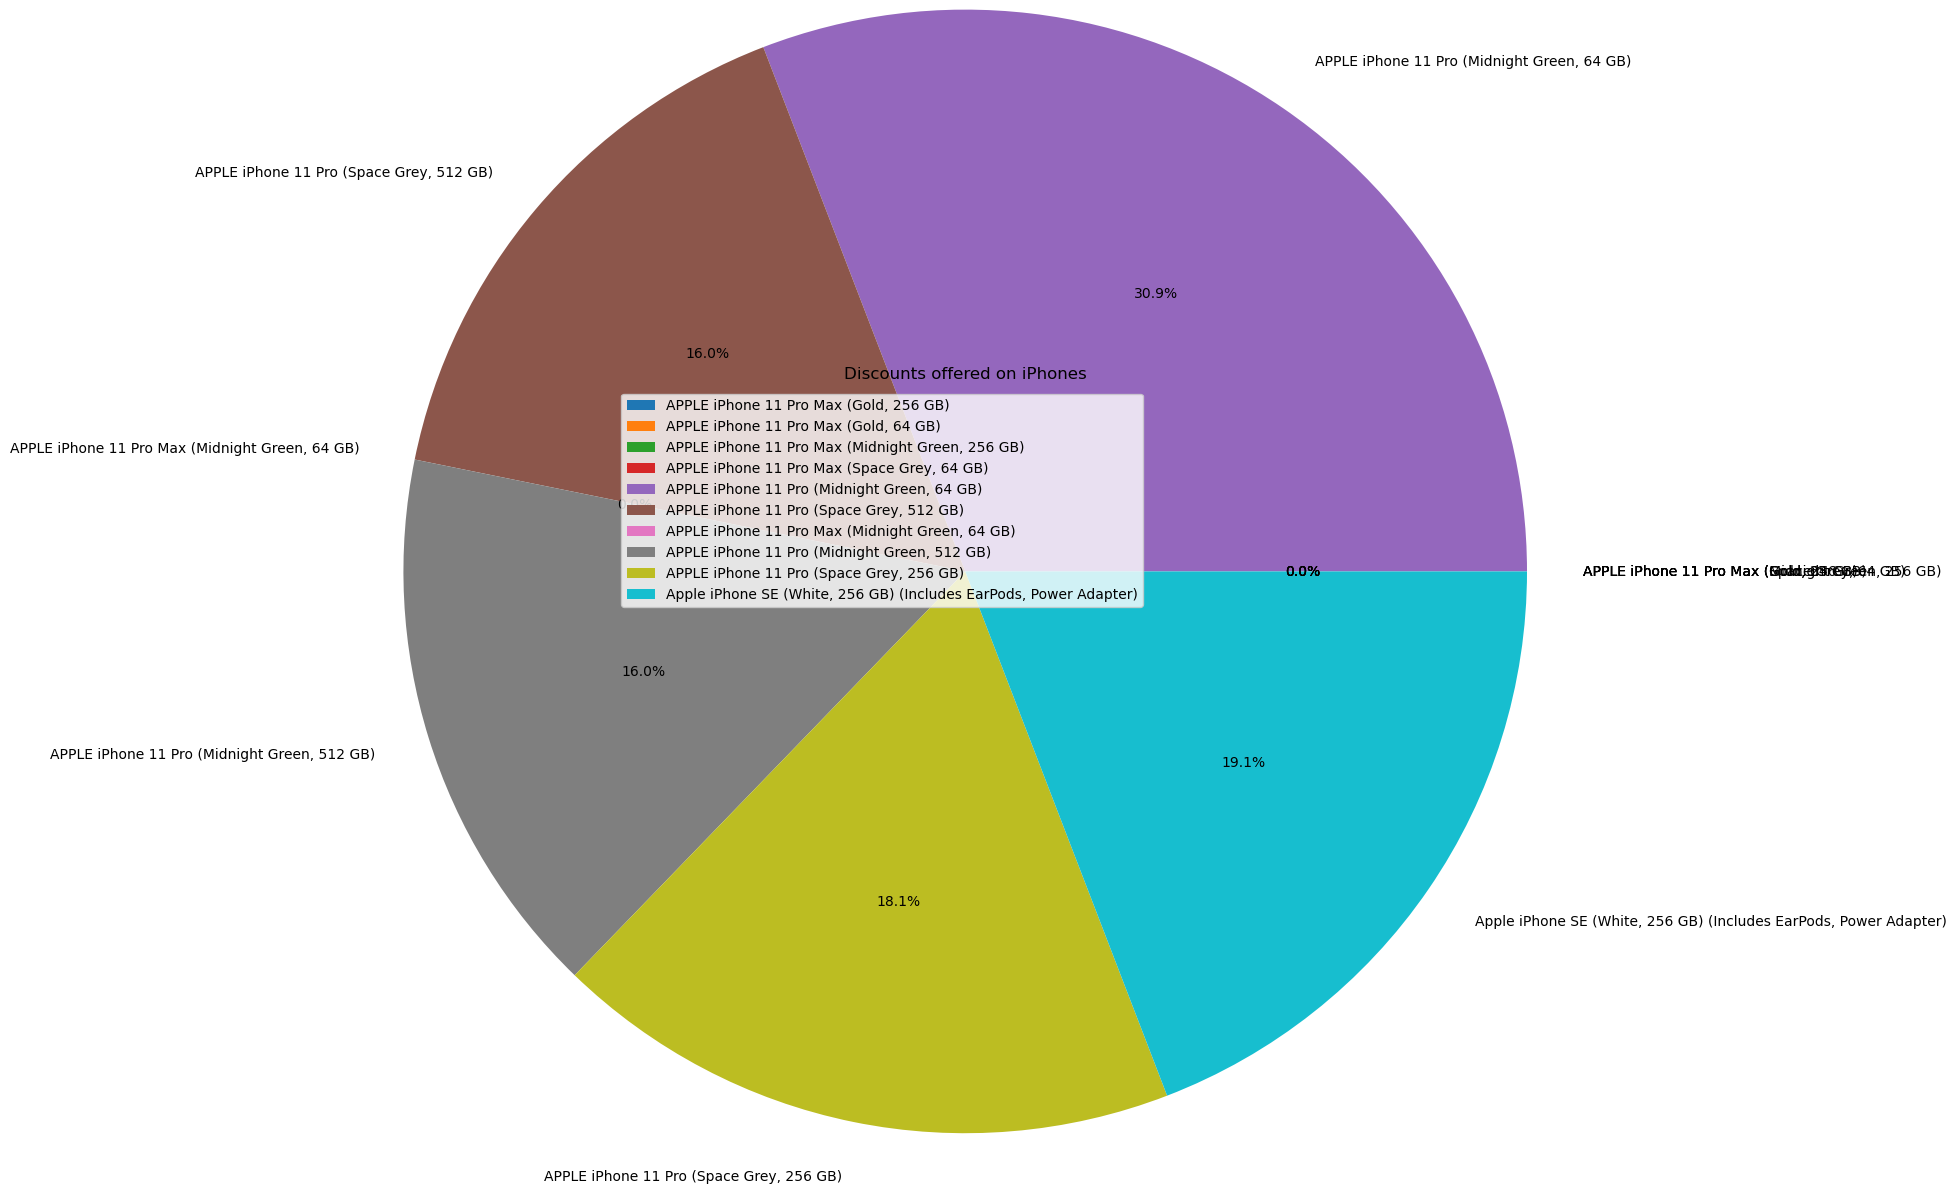 APPLE iPhone 11 Pro (Midnight Green, 64 GB)
APPLE iPhone 11 Pro (Space Grey, 512 GB)
30.9%
16.0%
Discounts offered on iPhones
APPLE iPhone 11 Pro Max (Gold, 256 GB)
APPLE iPhone 11 Pro Max (Gold, 64 GB)
APPLE iPhone 11 Pro Max (Midnight Green, 256 GB)
APPLE iPhone 11 Pro Max (Space Grey, 64 GB)
APPLE iPhone 11 Pro (Midnight Green, 64 GB)
APPLE iPhone 11 Pro (Space Grey, 512 GB)
APPLE iPhone 11 Pro Max (Midnight Green, 64 GB)
APPLE iPhone 11 Pro (Midnight Green, 512 GB)
APPLE iPhone 11 Pro (Space Grey, 256 GB)
Apple iPhone SE (White, 256 GB) (Includes EarPods, Power Adapter)
APPLE iPhone 11 Pro Max (Midnight Green, 64 GB)
0.0%
0.0%
APPLE iPhone 11 Pro Max
16.0%
APPLE iPhone 11 Pro (Midnight Green, 512 GB)
19.1%
18.1%
Apple iPhone SE (White, 256 GB) (Includes EarPods, Power Adapter)
APPLE iPhone 11 Pro (Space Grey, 256 GB)